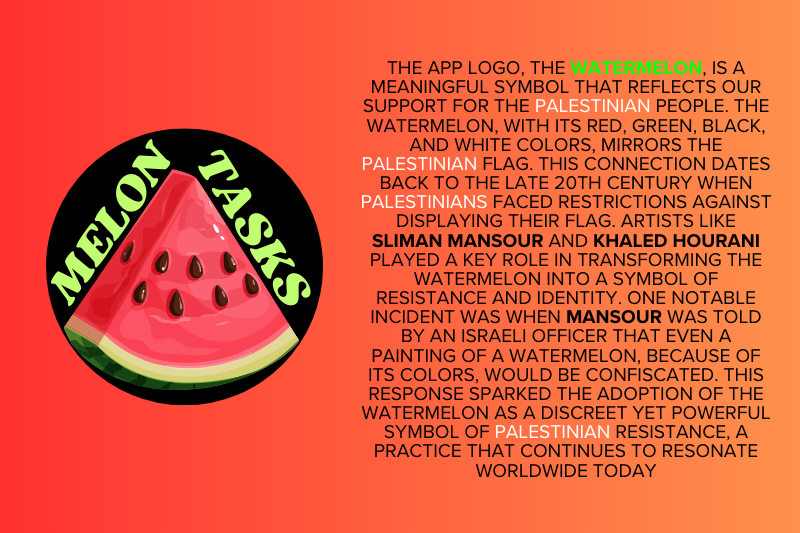 MELON TASKS
THE APP LOGO, THE WATERMELON, IS A
MEANINGFUL SYMBOL THAT REFLECTS OUR
SUPPORT FOR THE PALESTINIAN PEOPLE. THE
WATERMELON, WITH ITS RED, GREEN, BLACK,
AND WHITE COLORS, MIRRORS THE
PALESTINIAN FLAG. THIS CONNECTION DATES
BACK TO THE LATE 20TH CENTURY WHEN
PALESTINIANS FACED RESTRICTIONS AGAINST
DISPLAYING THEIR FLAG. ARTISTS LIKE
SLIMAN MANSOUR AND KHALED HOURANI
PLAYED A KEY ROLE IN TRANSFORMING THE
WATERMELON INTO A SYMBOL OF
RESISTANCE AND IDENTITY. ONE NOTABLE
INCIDENT WAS WHEN MANSOUR WAS TOLD
BY AN ISRAELI OFFICER THAT EVEN A
PAINTING OF A WATERMELON, BECAUSE OF
ITS COLORS, WOULD BE CONFISCATED. THIS
RESPONSE SPARKED THE ADOPTION OF THE
WATERMELON AS A DISCREET YET POWERFUL
SYMBOL OF PALESTINIAN RESISTANCE, A
PRACTICE THAT CONTINUES TO RESONATE
WORLDWIDE TODAY